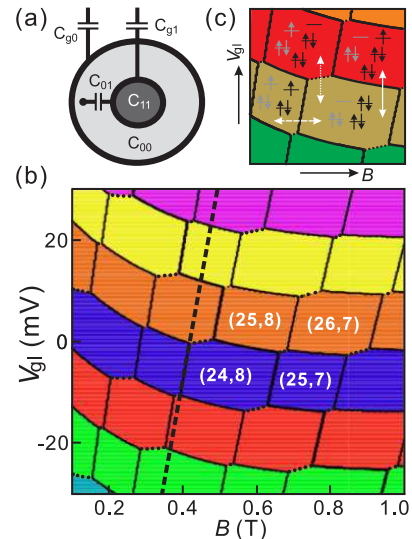 (a)
C_g0
C_g1
C_01
C_11
C_00
(c)
V_gl
B
(b)
20
0
-20
V_gl (mV)
(25,8)
(26,7)
(24,8)
(25,7)
0.2
0.4
0.6
0.8
1.0
B (T)